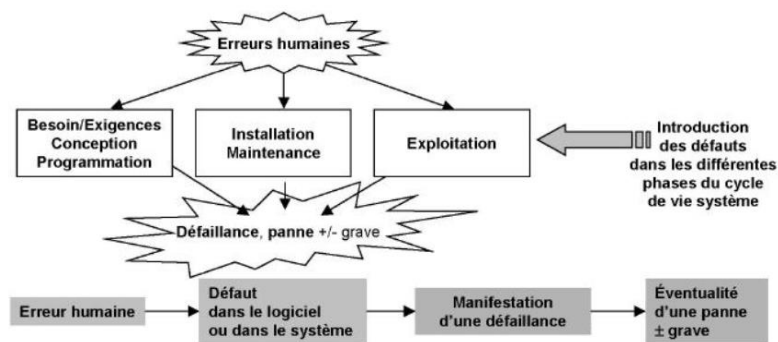 Erreurs humaines
Besoin/Exigences
Conception
Programmation
Installation
Maintenance
Exploitation
Introduction
des défauts
dans les différentes
phases du cycle
de vie système
Défaillance, panne +/- grave
Erreur humaine
Défaut
dans le logiciel
ou dans le système
Manifestation
d'une défaillance
Éventualité
d'une panne
± grave